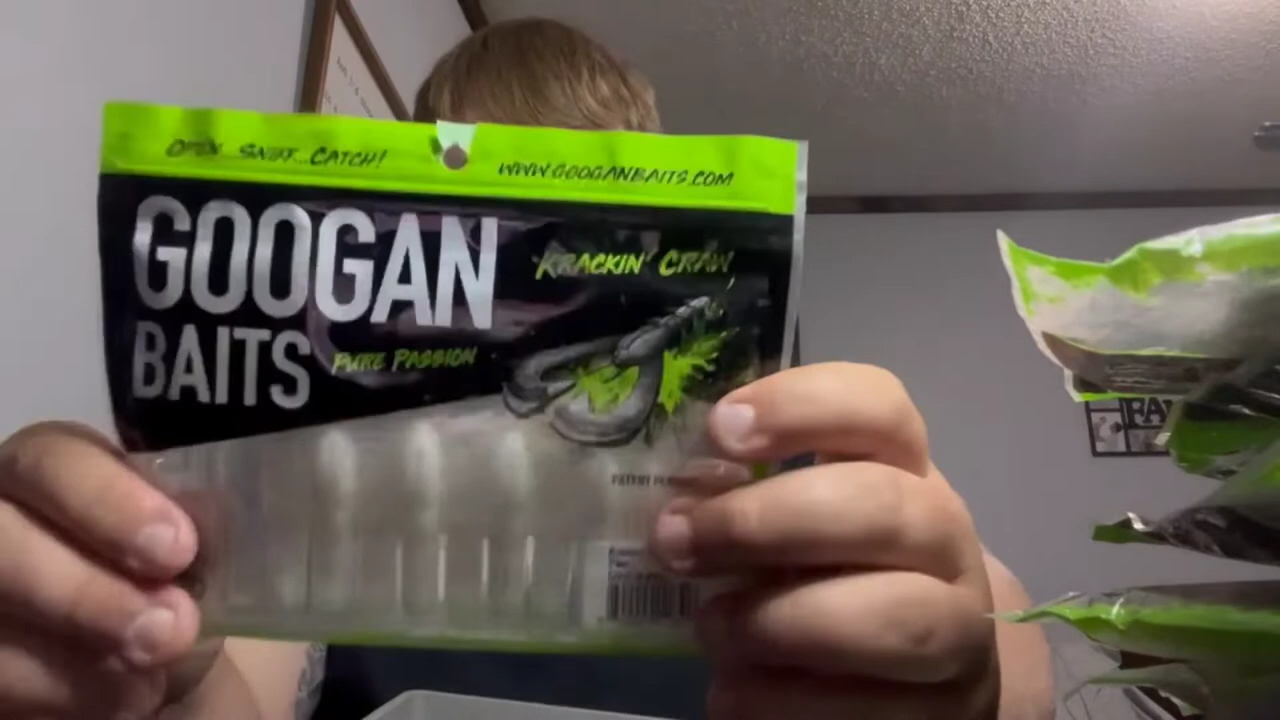 OPEN...SNIFF...CATCH!
WWW.GOOGANBAITS.COM
GOOGAN
BAITS
KRACKIN' CRAW
PURE PASSION